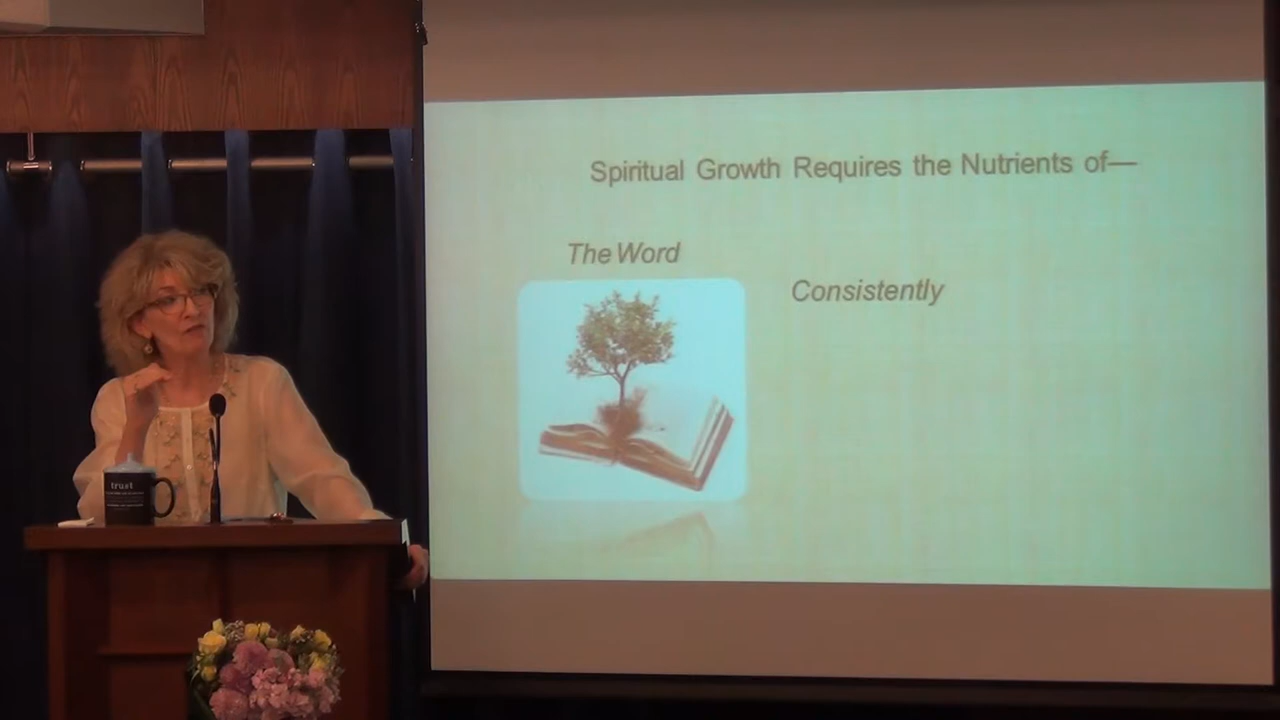 Spiritual Growth Requires the Nutrients of—
The Word
Consistently
trust